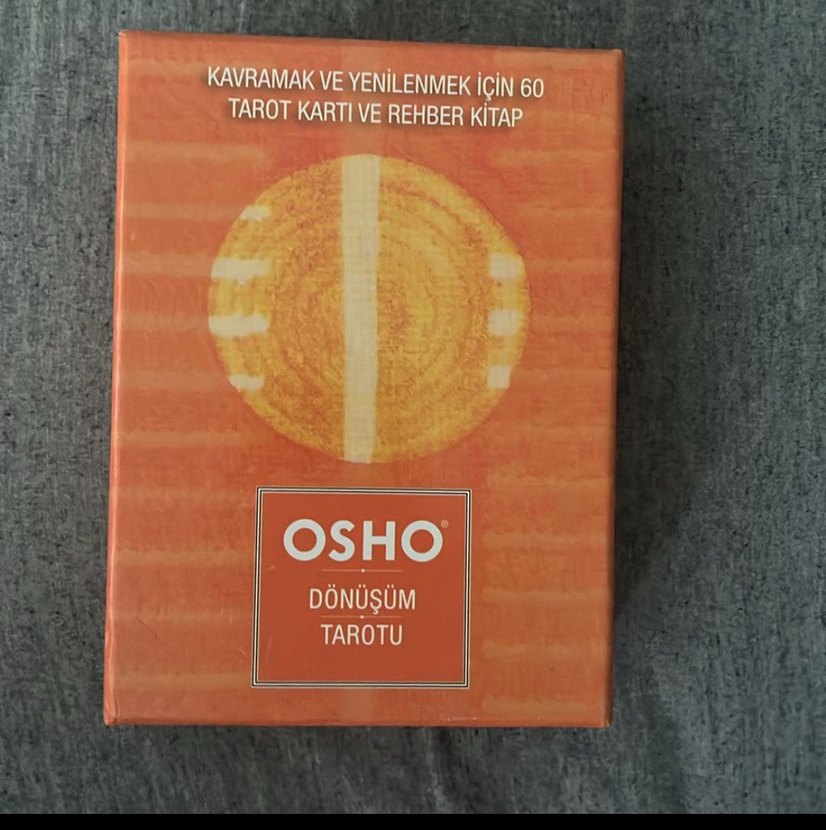 KAVRAMAK VE YENİLENMEK İÇİN 60
TAROT KARTI VE REHBER KİTAP
OSHO®
DÖNÜŞÜM
TAROTU